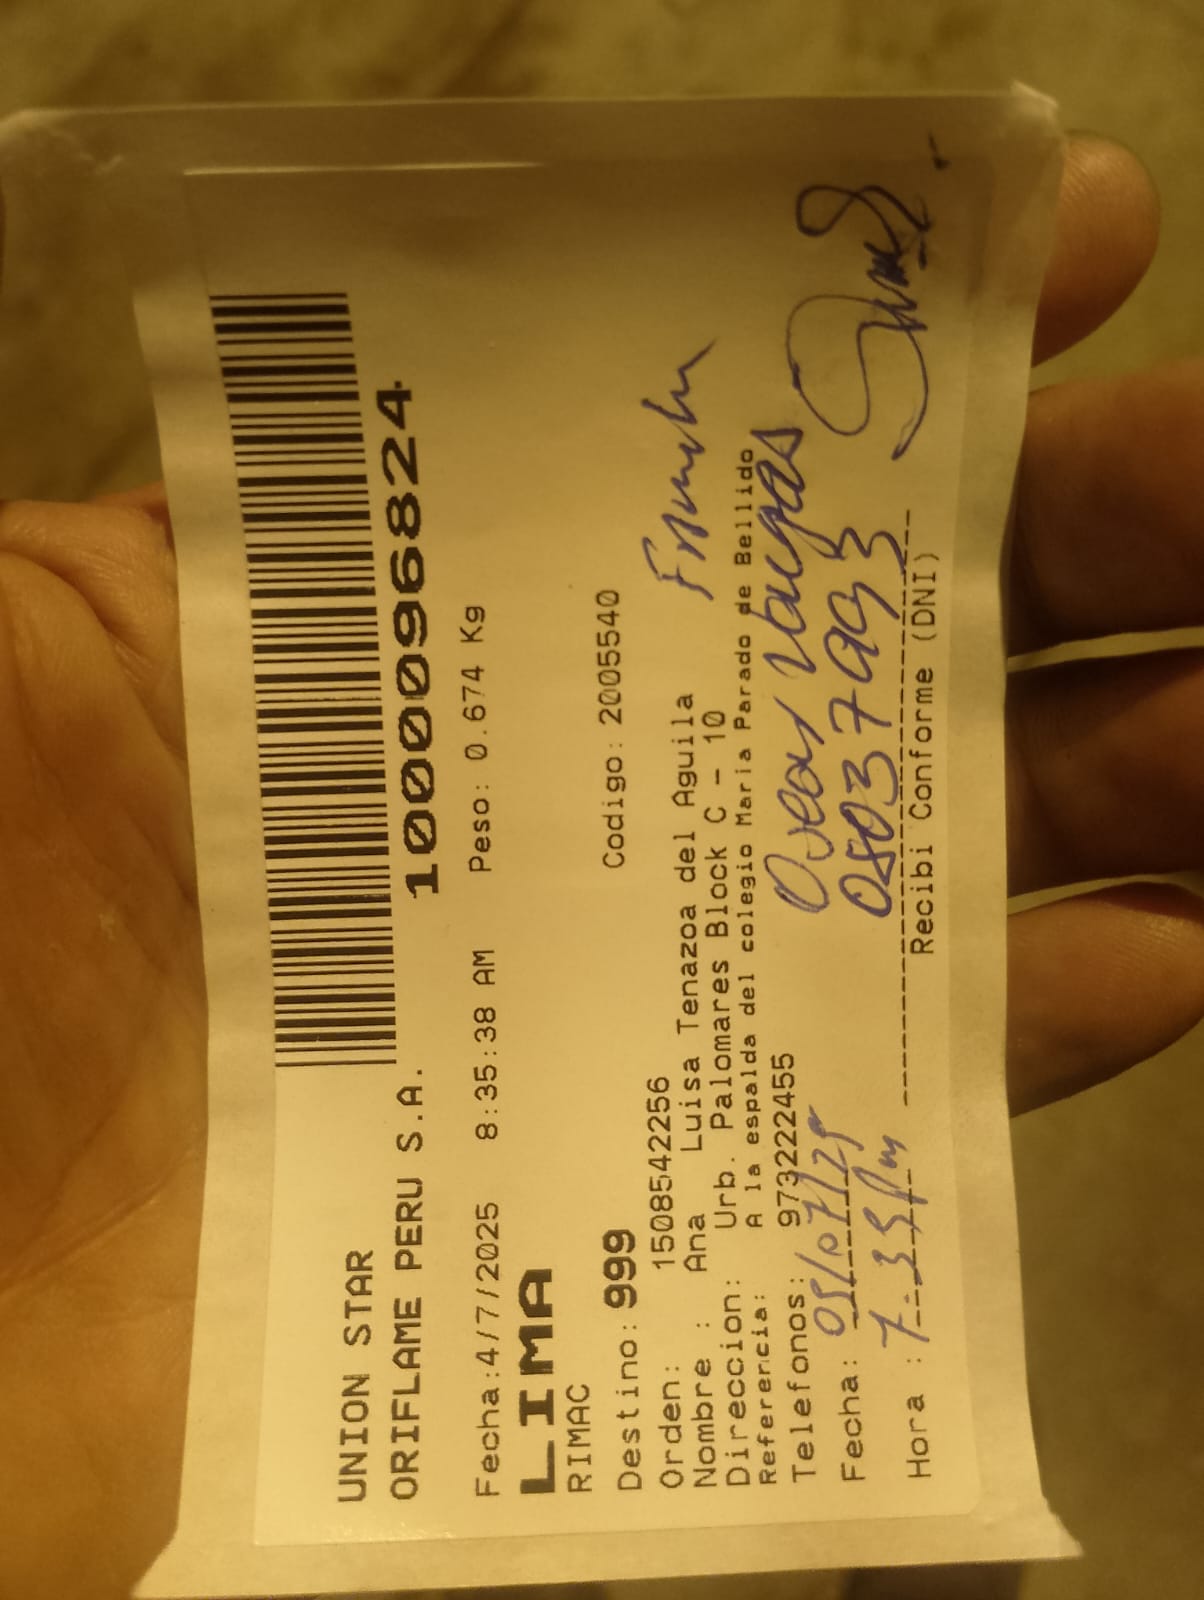 UNION STAR
ORIFLAME PERU S.A.
1000096824
Fecha:4/7/2025 8:35:38 AM Peso: 0.674 Kg
LIMA
RIMAC
Destino: 999 Codigo: 2005540
Orden: 1508542256
Nombre : Ana Luisa Tenazoa del Aguila
Direccion: Urb. Palomares Block C - 10
Referencia: A la espalda del colegio Maria Parado de Bellido
Telefonos: 973222455
Oscar Vargas
Fecha: 05/07/25 08037993
Hora : 7.35 Pm
Recibi Conforme (DNI)